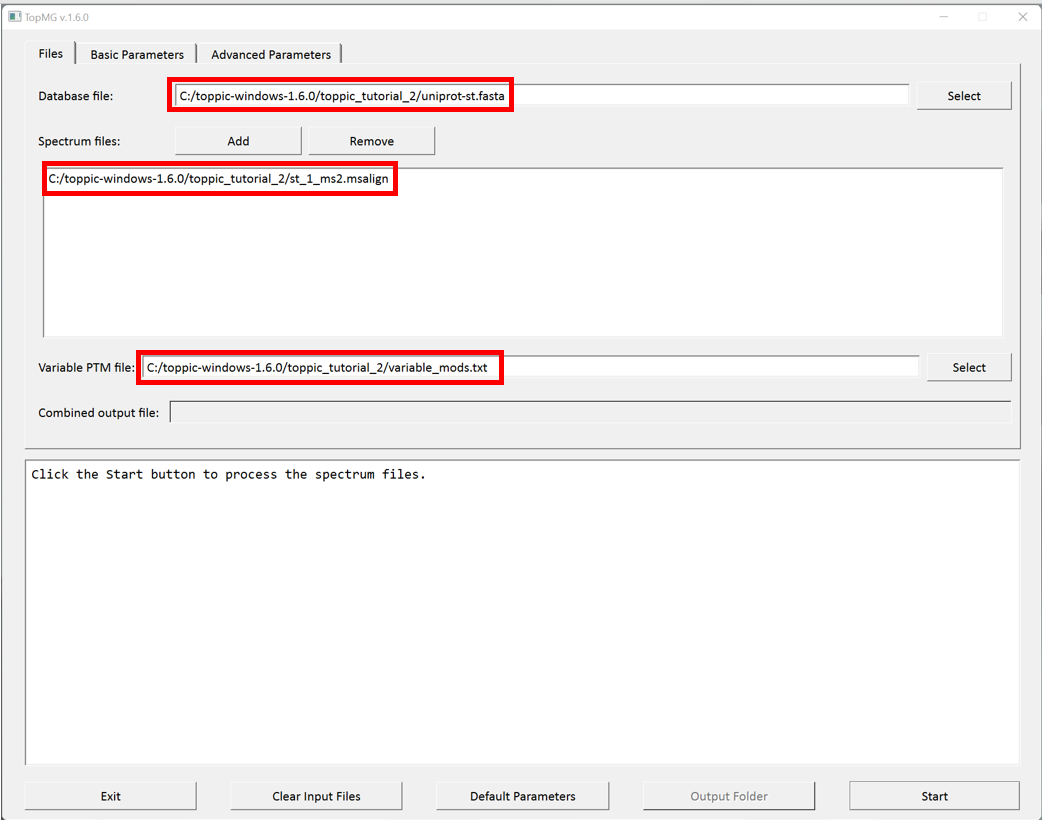 TopMG v.1.6.0
Files Basic Parameters Advanced Parameters
Database file: C:/toppic-windows-1.6.0/toppic_tutorial_2/uniprot-st.fasta Select
Spectrum files: Add Remove
C:/toppic-windows-1.6.0/toppic_tutorial_2/st_1_ms2.msalign
Variable PTM file: C:/toppic-windows-1.6.0/toppic_tutorial_2/variable_mods.txt Select
Combined output file:
Click the Start button to process the spectrum files.
Exit Clear Input Files Default Parameters Output Folder Start